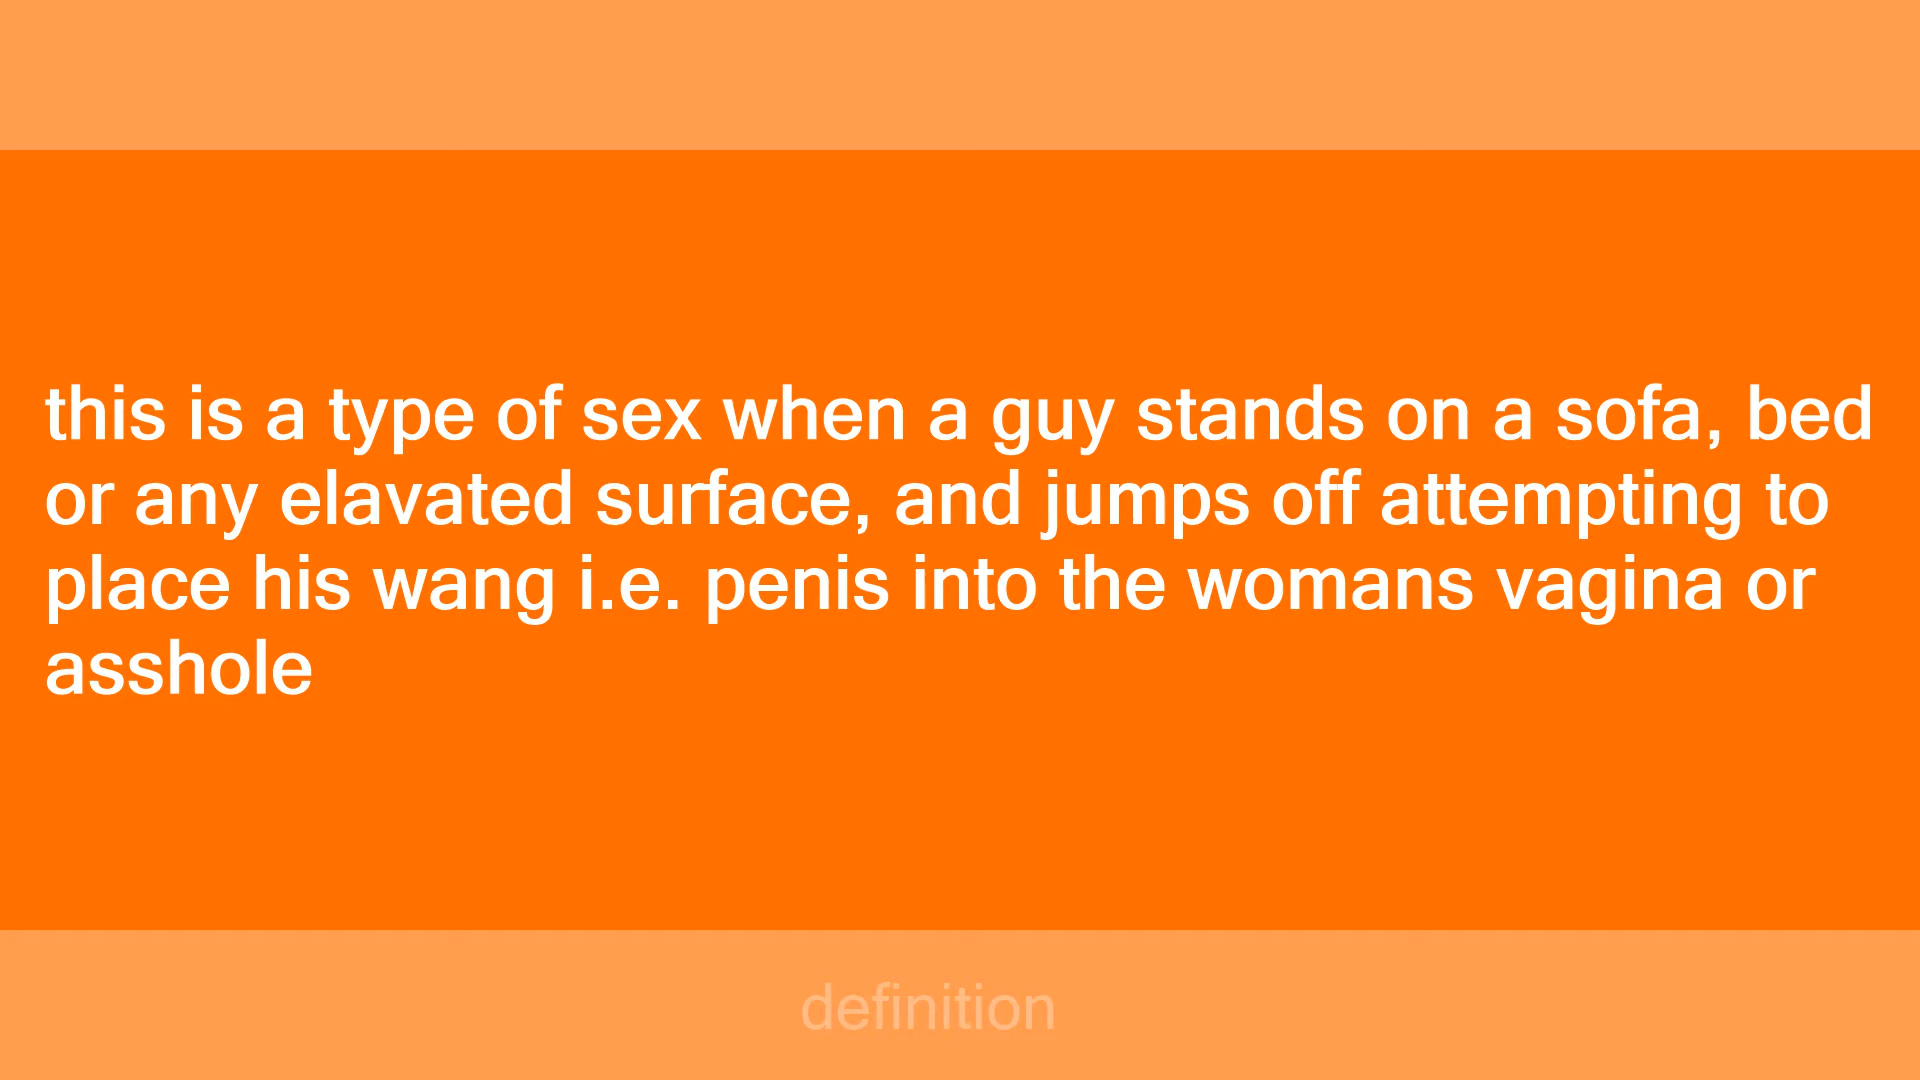 this is a type of sex when a guy stands on a sofa, bed
or any elavated surface, and jumps off attempting to
place his wang i.e. penis into the womans vagina or
asshole
definition